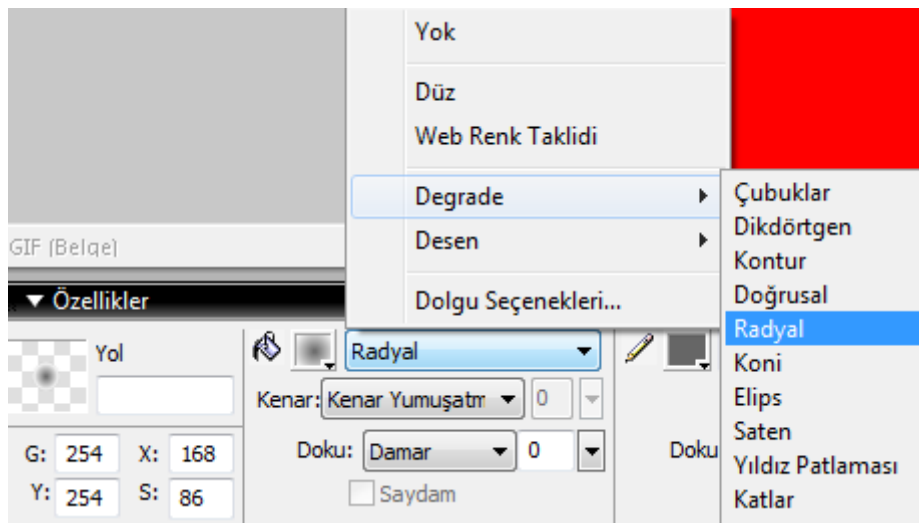 Yok
Düz
Web Renk Taklidi
Degrade
Desen
Dolgu Seçenekleri...
Çubuklar
Dikdörtgen
Kontur
Doğrusal
Radyal
Koni
Elips
Saten
Yıldız Patlaması
Katlar
GIF (Belge)
Özellikler
Yol
Radyal
Kenar: Kenar Yumuşatm 0
G: 254 X: 168
Doku: Damar 0
Doku
Y: 254 S: 86
Saydam